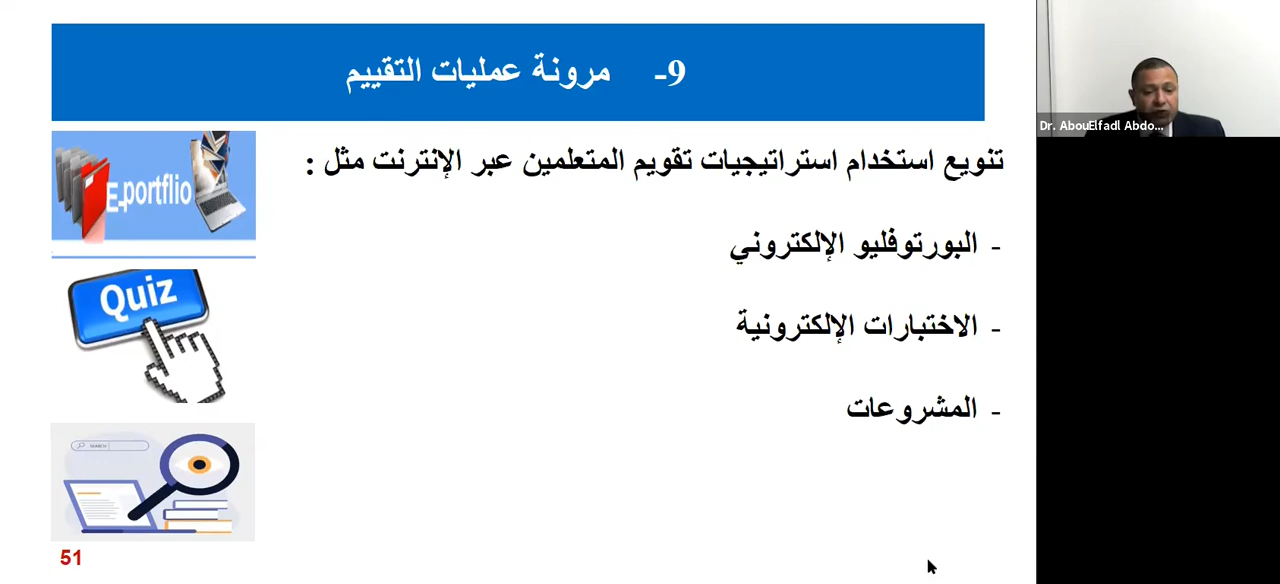 9- مرونة عمليات التقييم
Dr. AbouElfadl Abdo...
تنويع استخدام استراتيجيات تقويم المتعلمين عبر الإنترنت مثل :
- البورتوفليو الإلكتروني
- الاختبارات الإلكترونية
- المشروعات
E-portflio
Quiz
SEARCH
51